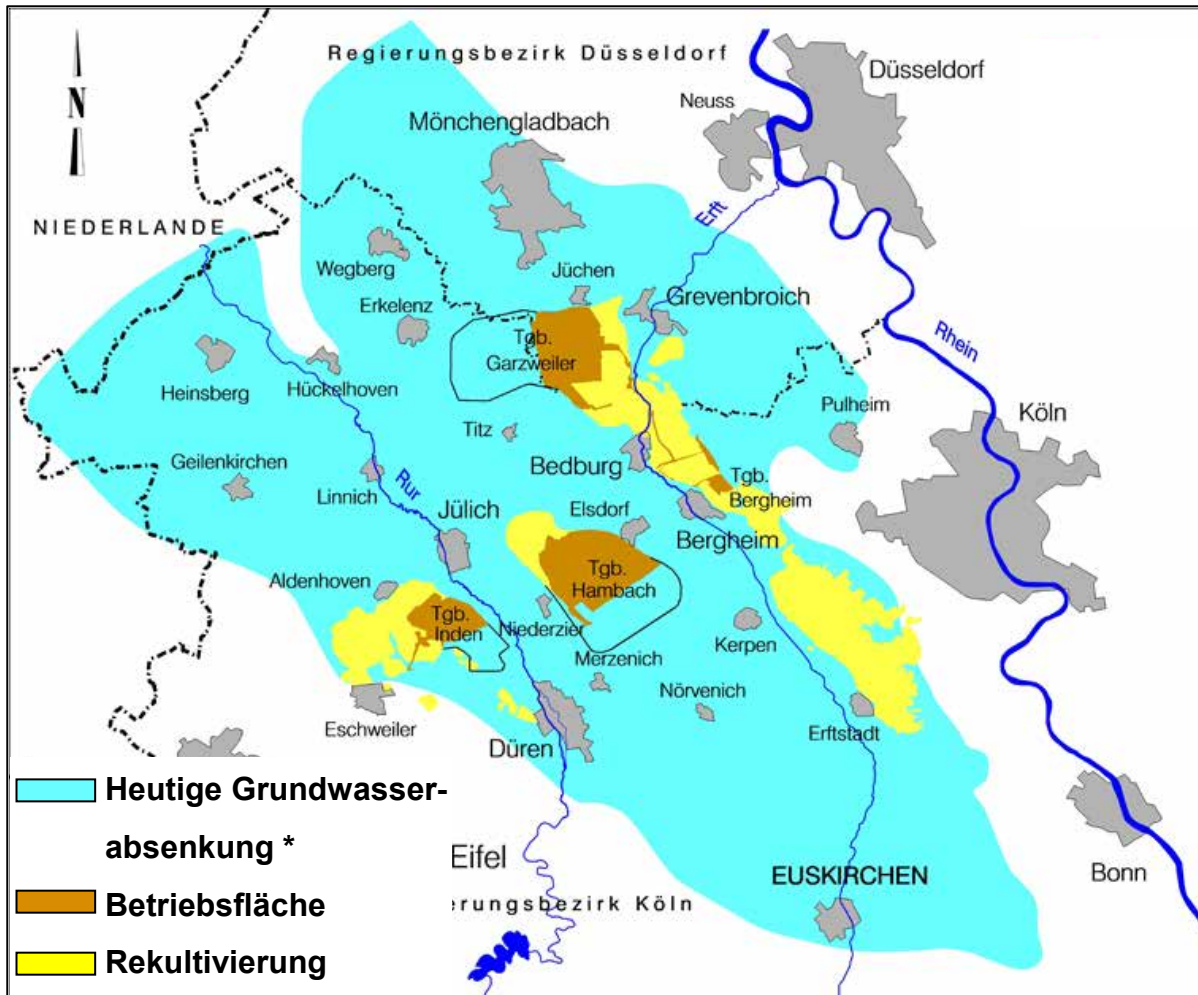 Regierungsbezirk Düsseldorf
Düsseldorf
Neuss
N
Mönchengladbach
NIEDERLANDE
Erft
Wegberg
Jüchen
Grevenbroich
Erkelenz
Tgb.
Garzweiler
Rhein
Heinsberg
Hückelhoven
Pulheim
Köln
Titz
Geilenkirchen
Bedburg
Tgb.
Bergheim
Linnich
Rur
Jülich
Elsdorf
Bergheim
Aldenhoven
Tgb.
Hambach
Tgb.
Inden
Niederzier
Kerpen
Merzenich
Nörvenich
Eschweiler
Düren
Erftstadt
Heutige Grundwasser-
absenkung *
Eifel
EUSKIRCHEN
Bonn
Betriebsfläche
erungsbezirk Köln
Rekultivierung